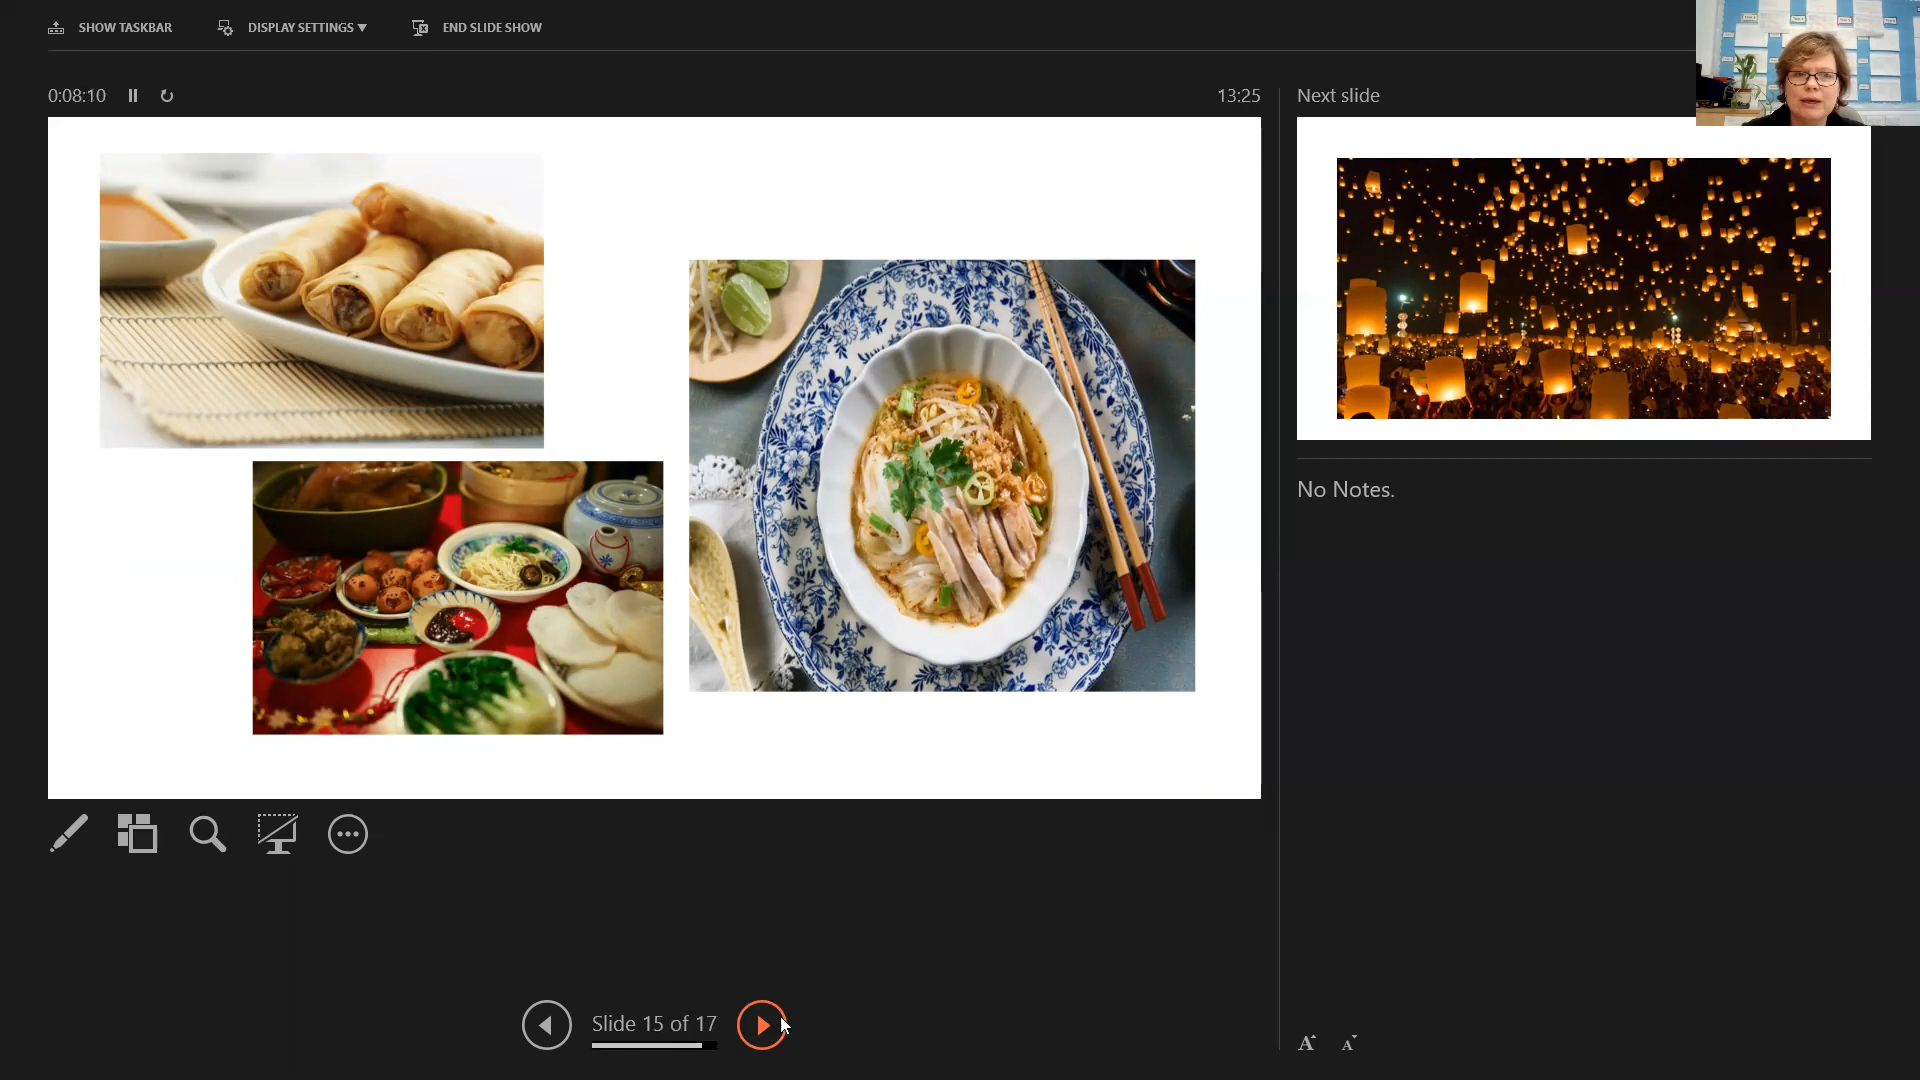 SHOW TASKBAR
DISPLAY SETTINGS ▼
END SLIDE SHOW
0:08:10
13:25
Next slide
No Notes.
Slide 15 of 17
A A